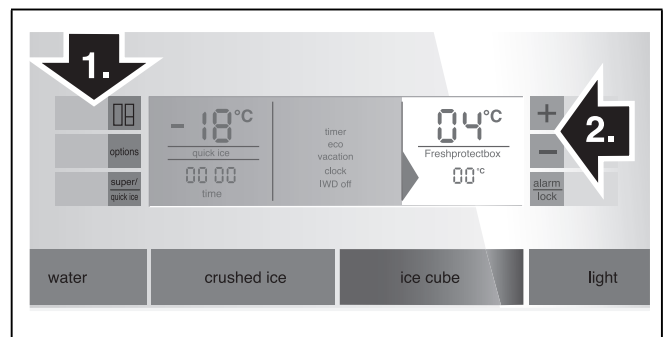 1.
- 18°C
quick ice
00 00
time
timer
eco
vacation
clock
IWD off
04°C
Freshprotectbox
00°C
options
super/
quick ice
+
-
2.
alarm
lock
water
crushed ice
ice cube
light